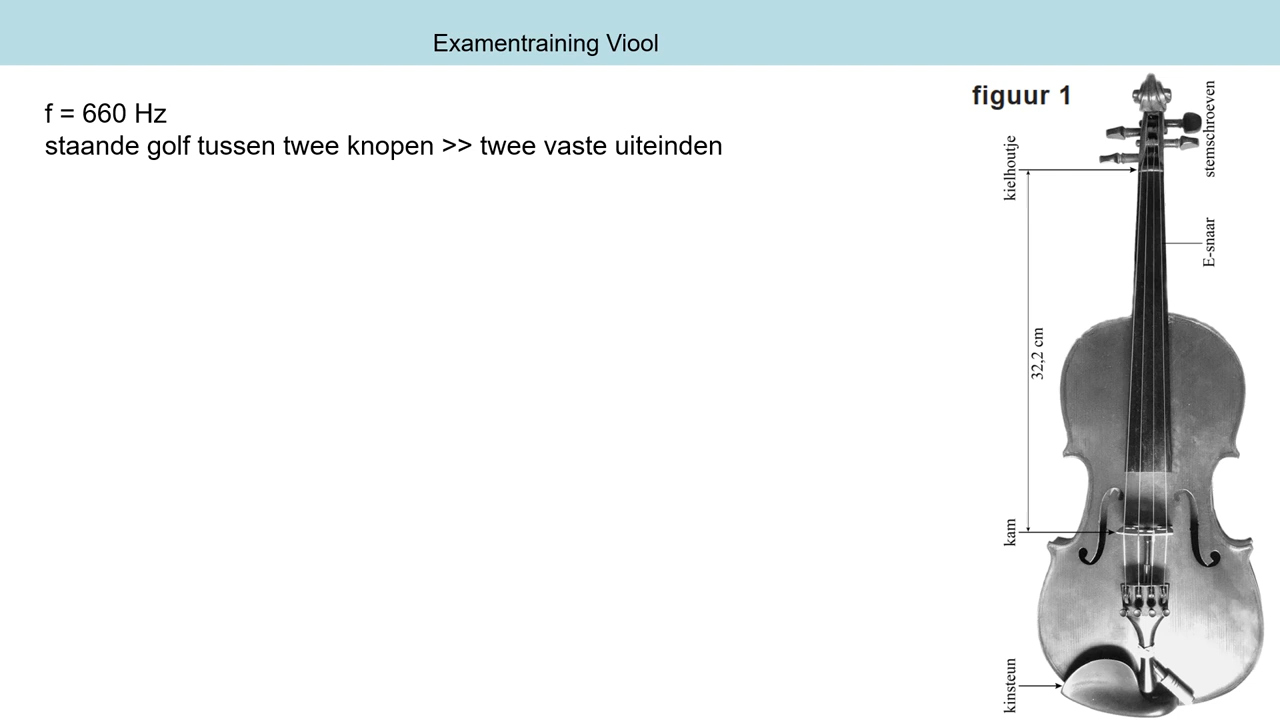 Examentraining Viool
f = 660 Hz
staande golf tussen twee knopen >> twee vaste uiteinden
figuur 1
stemschroeven
kielhoutje
E-snaar
32,2 cm
kam
kinsteun